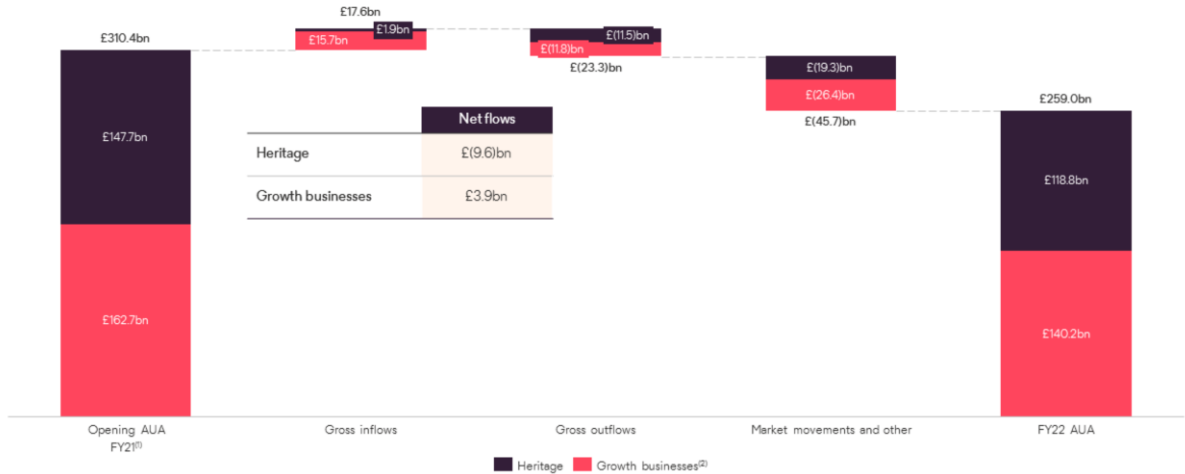 £17.6bn
£1.9bn
£15.7bn
£310.4bn
£(11.5)bn
£(11.8)bn
£(23.3)bn
£(19.3)bn
£(26.4)bn
£(45.7)bn
£259.0bn
£147.7bn
£162.7bn
Net flows
Heritage £(9.6)bn
Growth businesses £3.9bn
£118.8bn
£140.2bn
Opening AUA
FY21(1)
Gross inflows
Gross outflows
Market movements and other
FY22 AUA
Heritage
Growth businesses(2)